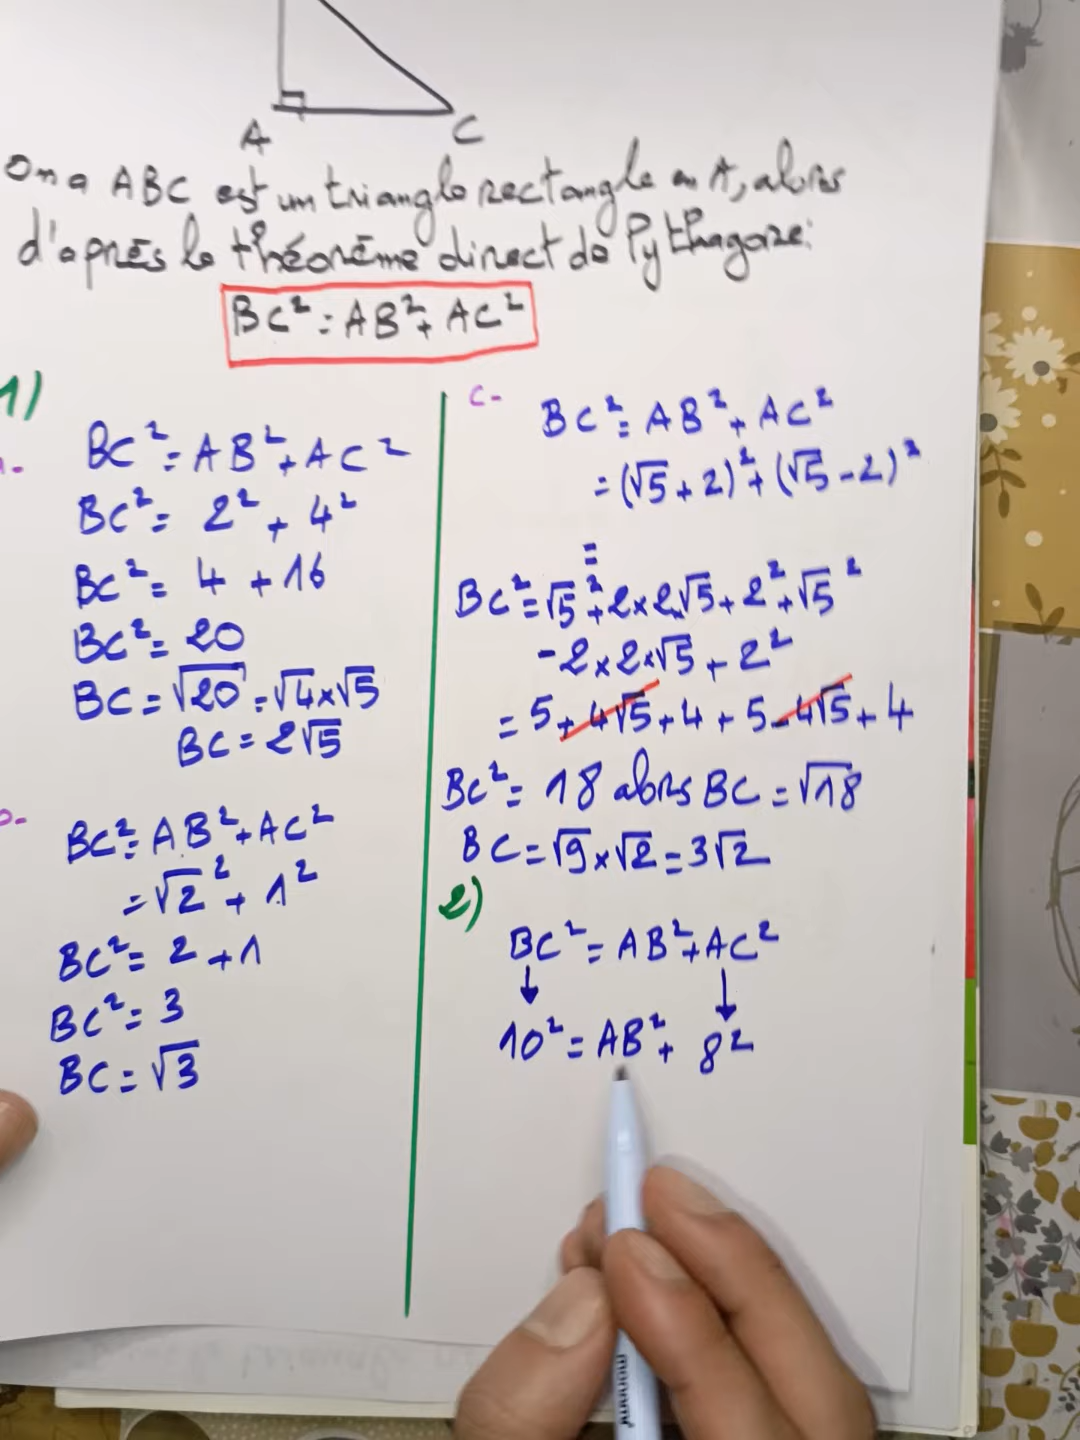 A C
On a ABC est un triangle rectangle en A, alors
d'après le théorème direct de Pythagore:
BC² = AB² + AC²
1)
BC² = AB² + AC²
BC² = 2² + 4²
BC² = 4 + 16
BC² = 20
BC = √20 = √4 × √5
BC = 2√5
BC² = AB² + AC²
= √2² + 1²
BC² = 2 + 1
BC² = 3
BC = √3
c-
BC² = AB² + AC²
= (√5 + 2)² + (√5 - 2)²
=
BC² = √5² + 2×2×√5 + 2² + √5²
- 2×2×√5 + 2²
= 5 + 4√5 + 4 + 5 - 4√5 + 4
BC² = 18 alors BC = √18
BC = √9 × √2 = 3√2
2)
BC² = AB² + AC²
↓ ↓
10² = AB² + 8²